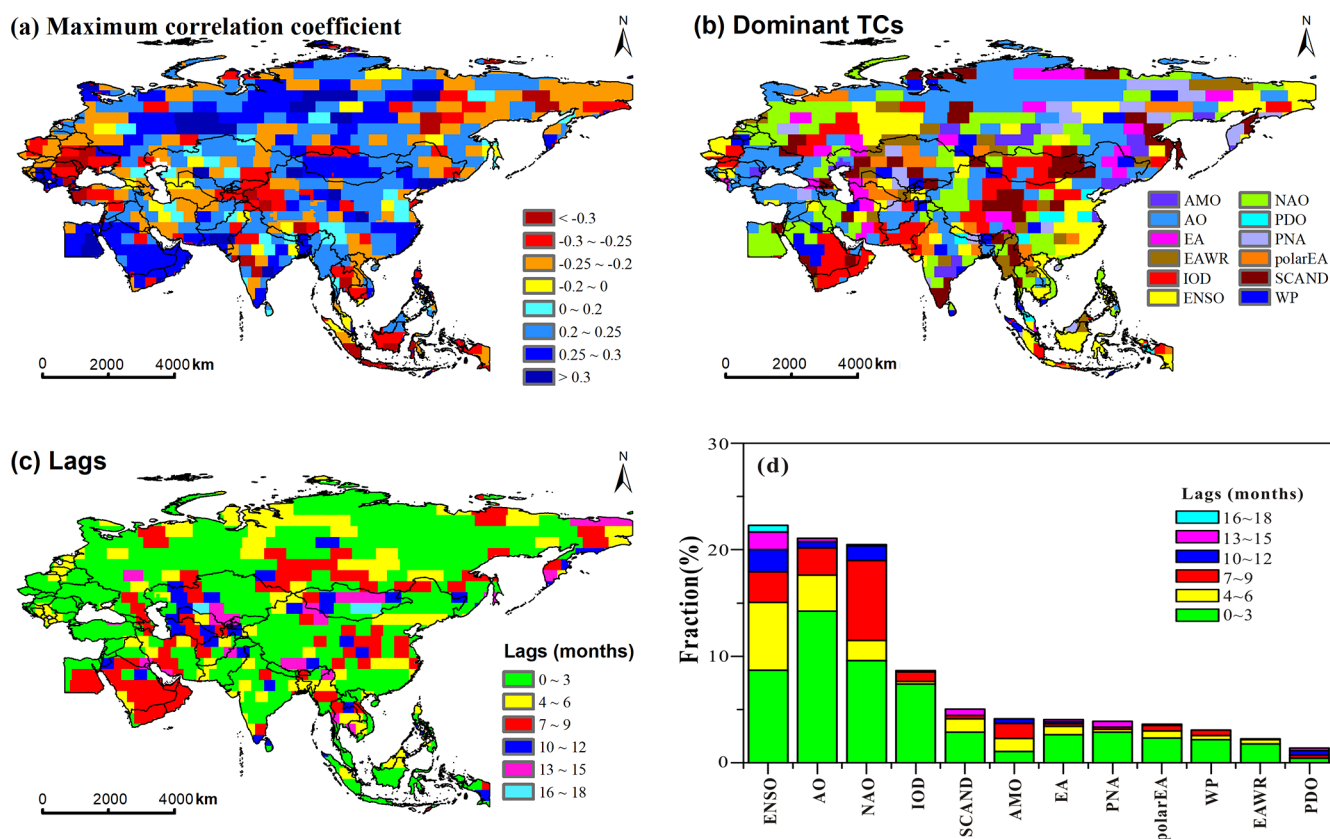 (a) Maximum correlation coefficient
N
< -0.3
-0.3 ~ -0.25
-0.25 ~ -0.2
-0.2 ~ 0
0 ~ 0.2
0.2 ~ 0.25
0.25 ~ 0.3
> 0.3
0 2000 4000 km
(b) Dominant TCs
N
AMO NAO
AO PDO
EA PNA
EAWR polarEA
IOD SCAND
ENSO WP
0 2000 4000 km
(c) Lags
N
Lags (months)
0 ~ 3
4 ~ 6
7 ~ 9
10 ~ 12
13 ~ 15
16 ~ 18
0 2000 4000 km
(d)
Fraction(%)
30
20
10
0
Lags (months)
16~18
13~15
10~12
7~9
4~6
0~3
ENSO AO NAO IOD SCAND AMO EA PNA polarEA WP EAWR PDO